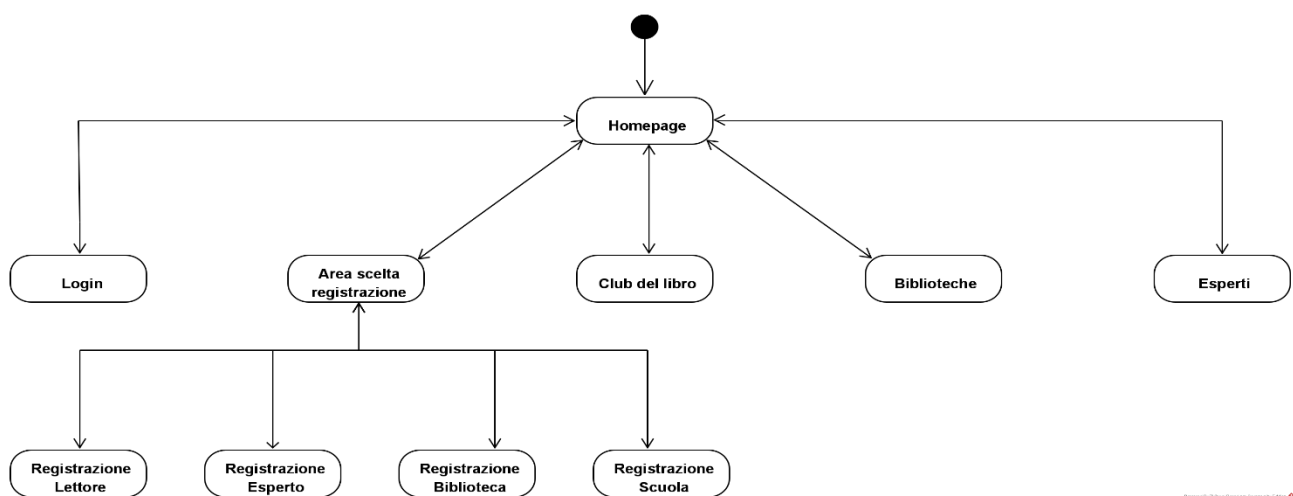 Homepage
Login
Area scelta
registrazione
Club del libro
Biblioteche
Esperti
Registrazione
Lettore
Registrazione
Esperto
Registrazione
Biblioteca
Registrazione
Scuola